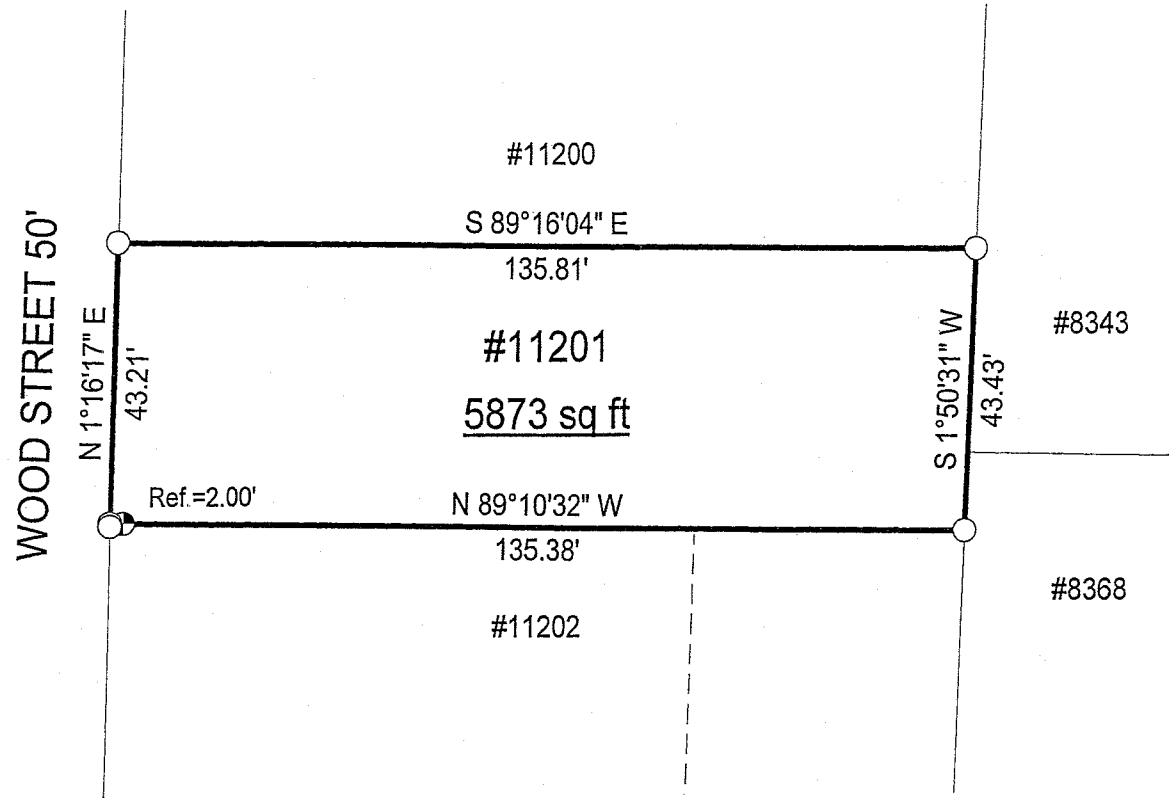 #11200
S 89°16'04" E
135.81'
WOOD STREET 50'
N 1°16'17" E
43.21'
#11201
5873 sq ft
S 1°50'31" W
43.43'
#8343
Ref.=2.00'
N 89°10'32" W
135.38'
#11202
#8368